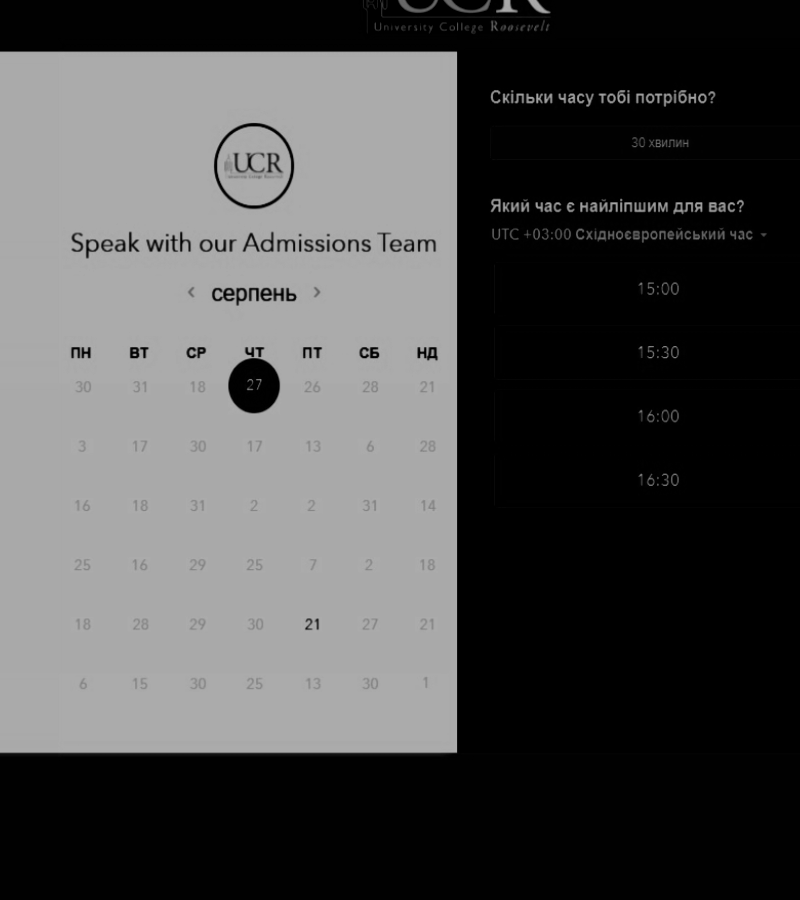 UCR
University College Roosevelt
UCR
Speak with our Admissions Team
< серпень >
ПН ВТ СР ЧТ ПТ СБ НД
30 31 18 27 26 28 21
3 17 30 17 13 6 28
16 18 31 2 2 31 14
25 16 29 25 7 2 18
18 28 29 30 21 27 21
6 15 30 25 13 30 1
Скільки часу тобі потрібно?
30 хвилин
Який час є найліпшим для вас?
UTC +03:00 Східноєвропейський час
15:00
15:30
16:00
16:30